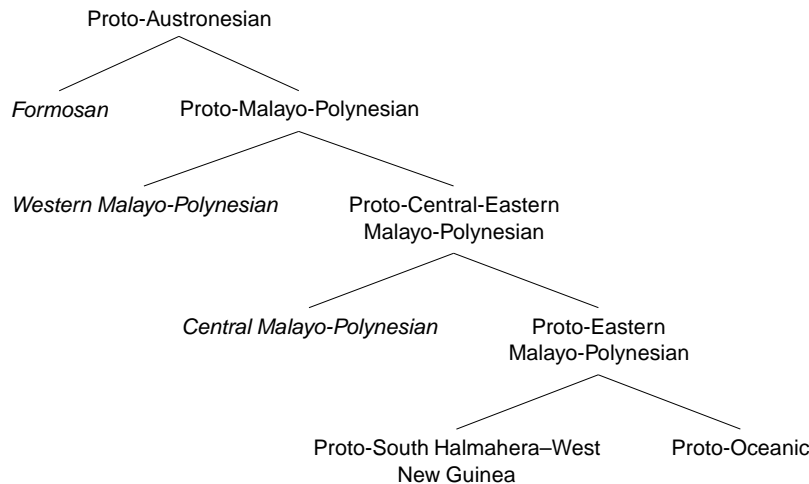 Proto-Austronesian
Formosan
Proto-Malayo-Polynesian
Western Malayo-Polynesian
Proto-Central-Eastern
Malayo-Polynesian
Central Malayo-Polynesian
Proto-Eastern
Malayo-Polynesian
Proto-South Halmahera–West
New Guinea
Proto-Oceanic